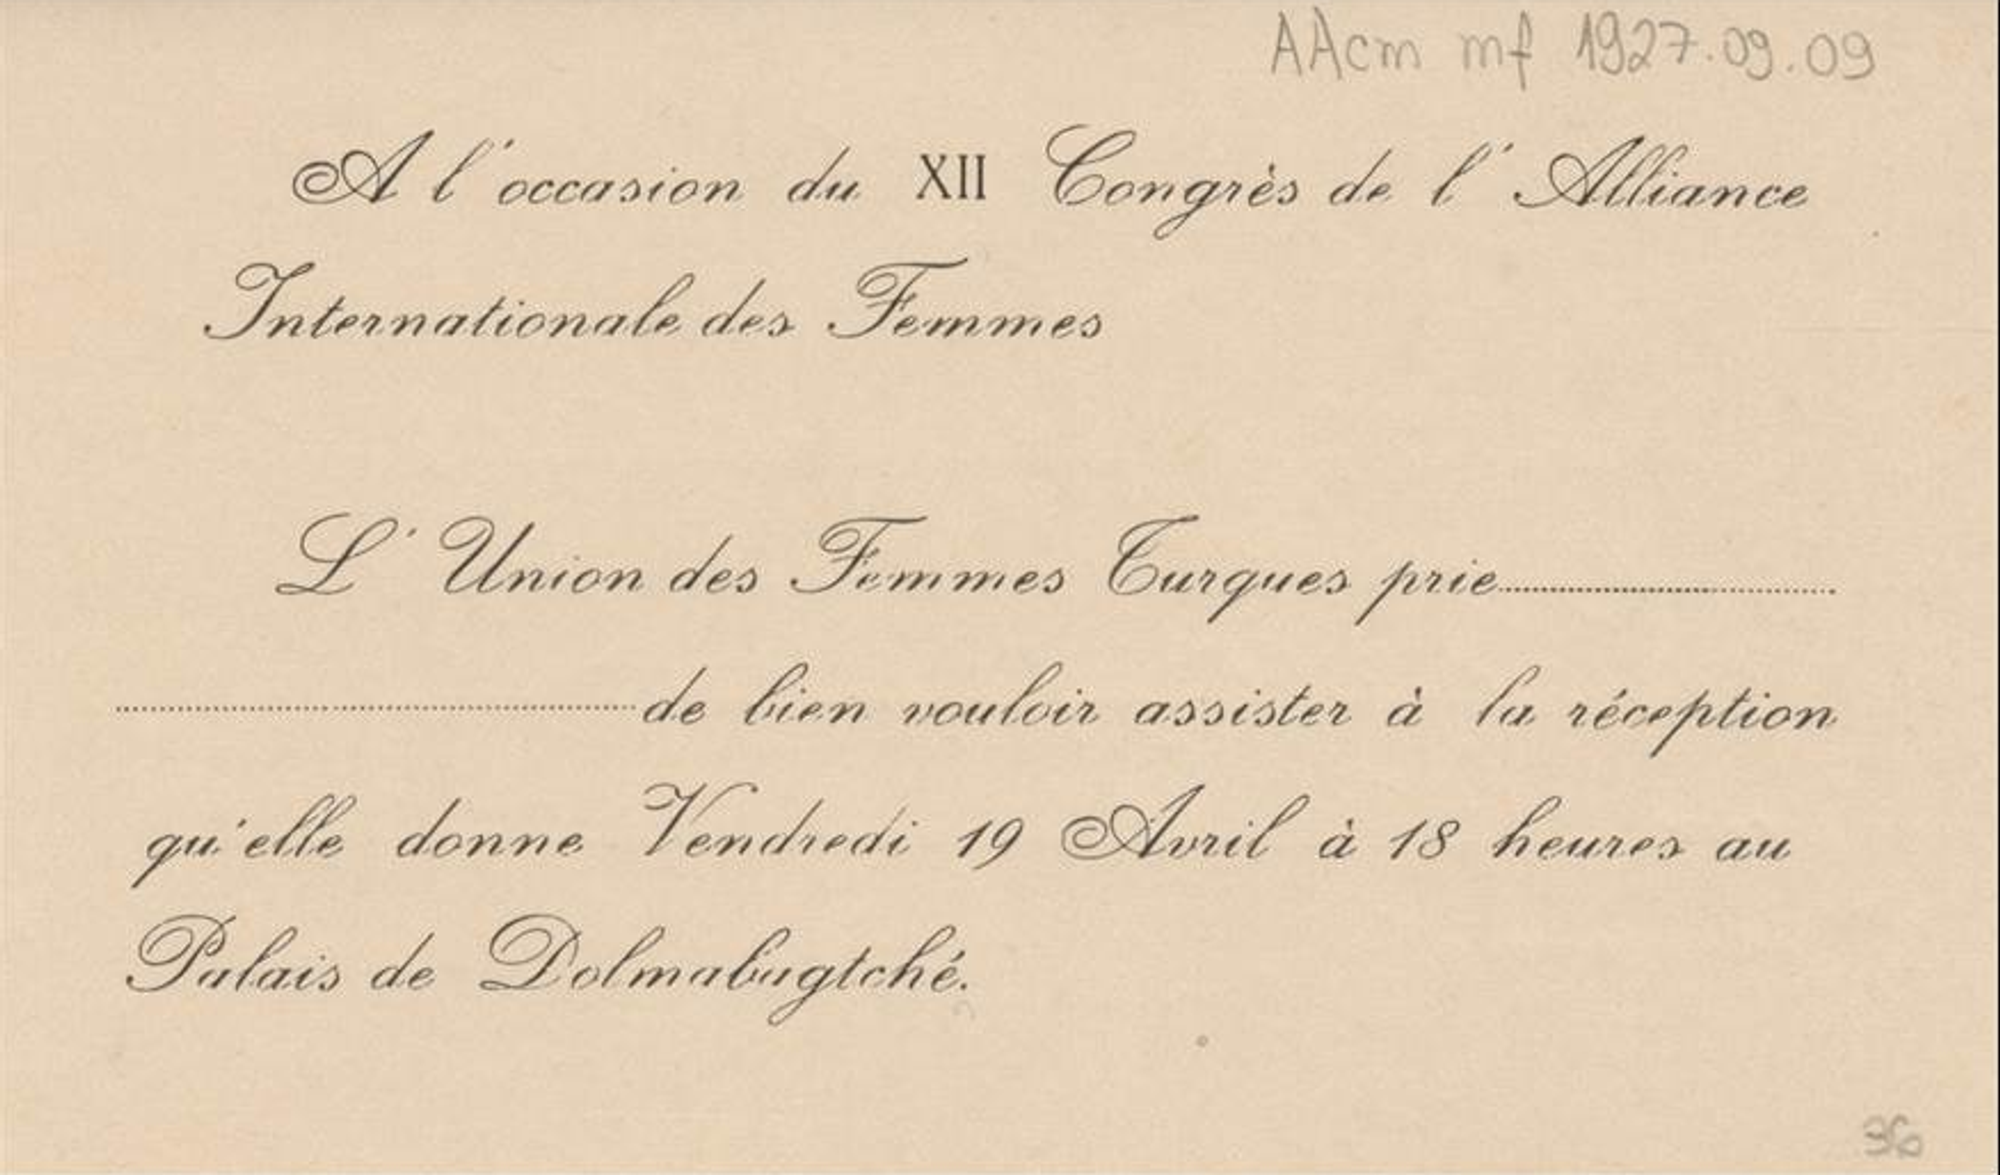 AAcm mf 1927.09.09
A l'occasion du XII Congrès de l'Alliance
Internationale des Femmes
L'Union des Femmes Turques prie....................
....................de bien vouloir assister à la réception
qu'elle donne Vendredi 19 Avril à 18 heures au
Palais de Dolmabagtché.
36